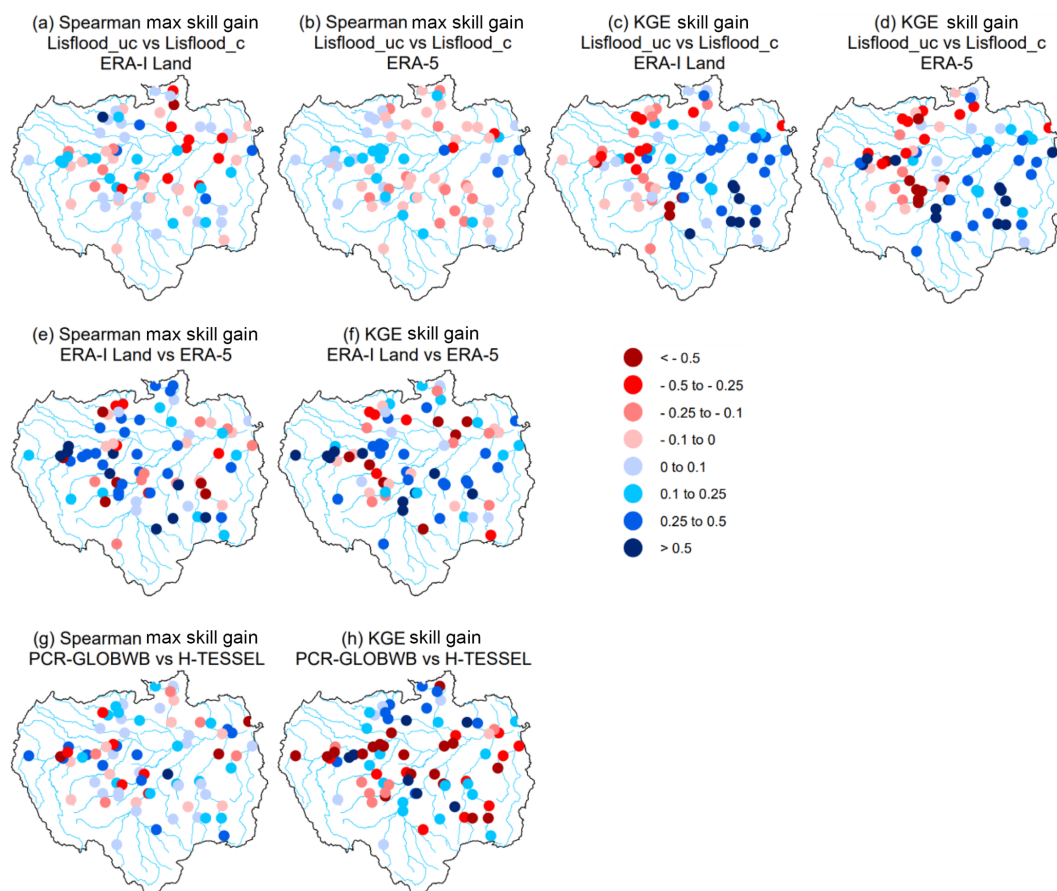 (a) Spearman max skill gain
Lisflood_uc vs Lisflood_c
ERA-I Land
(b) Spearman max skill gain
Lisflood_uc vs Lisflood_c
ERA-5
(c) KGE skill gain
Lisflood_uc vs Lisflood_c
ERA-I Land
(d) KGE skill gain
Lisflood_uc vs Lisflood_c
ERA-5
(e) Spearman max skill gain
ERA-I Land vs ERA-5
(f) KGE skill gain
ERA-I Land vs ERA-5
< - 0.5
- 0.5 to - 0.25
- 0.25 to - 0.1
- 0.1 to 0
0 to 0.1
0.1 to 0.25
0.25 to 0.5
> 0.5
(g) Spearman max skill gain
PCR-GLOBWB vs H-TESSEL
(h) KGE skill gain
PCR-GLOBWB vs H-TESSEL